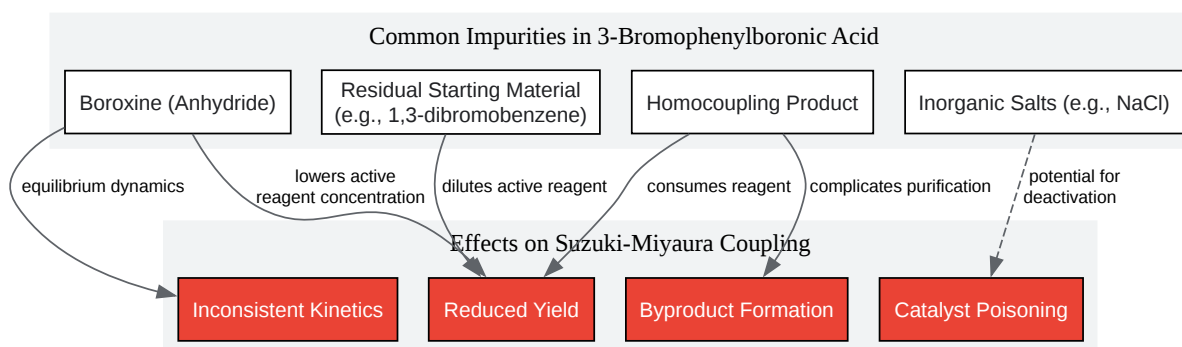 Common Impurities in 3-Bromophenylboronic Acid
Boroxine (Anhydride)
Residual Starting Material
(e.g., 1,3-dibromobenzene)
Homocoupling Product
Inorganic Salts (e.g., NaCl)
equilibrium dynamics
lowers active
reagent concentration
dilutes active reagent
consumes reagent
complicates purification
potential for
deactivation
Effects on Suzuki-Miyaura Coupling
Inconsistent Kinetics
Reduced Yield
Byproduct Formation
Catalyst Poisoning